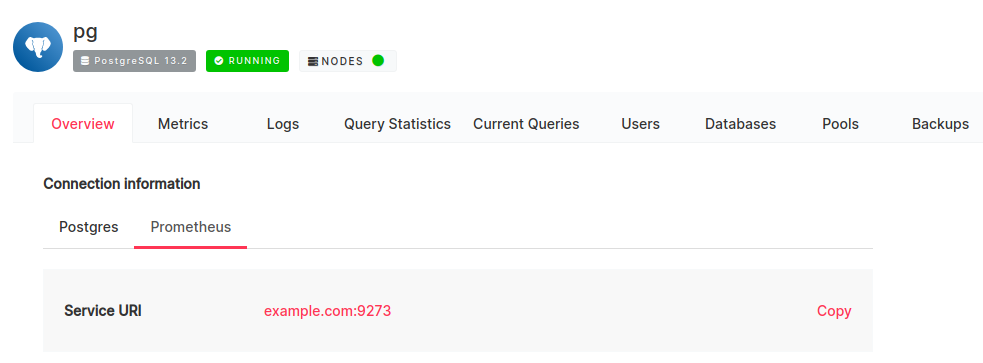 pg
PostgreSQL 13.2 RUNNING NODES
Overview Metrics Logs Query Statistics Current Queries Users Databases Pools Backups
Connection information
Postgres Prometheus
Service URI example.com:9273 Copy